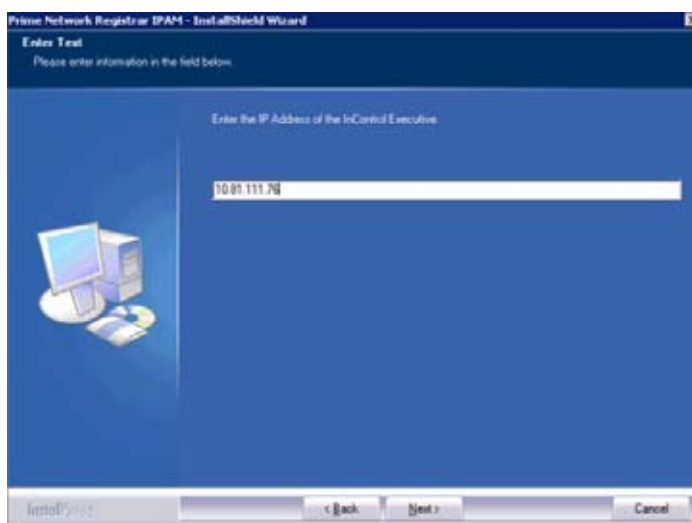 Prime Network Registrar IPAM - InstallShield Wizard
Enter Text
Please enter information in the field below.
Enter the IP Address of the InControl Executive
10.81.111.76
InstallShield
< Back
Next >
Cancel